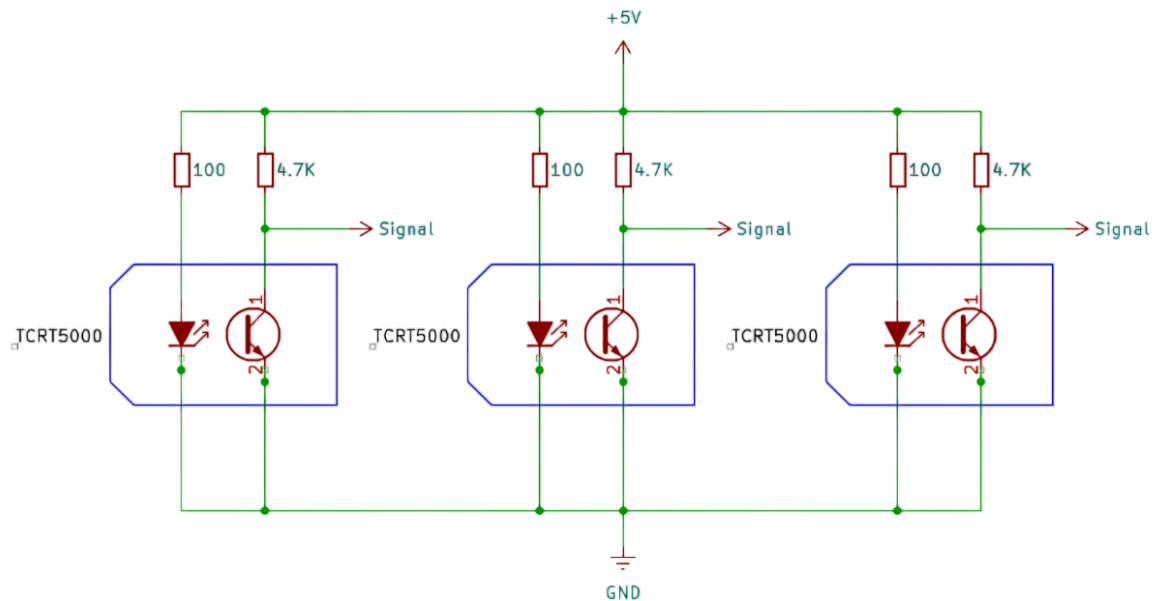 +5V
100
4.7K
100
4.7K
100
4.7K
Signal
Signal
Signal
1
1
1
TCRT5000
TCRT5000
TCRT5000
2
2
2
GND